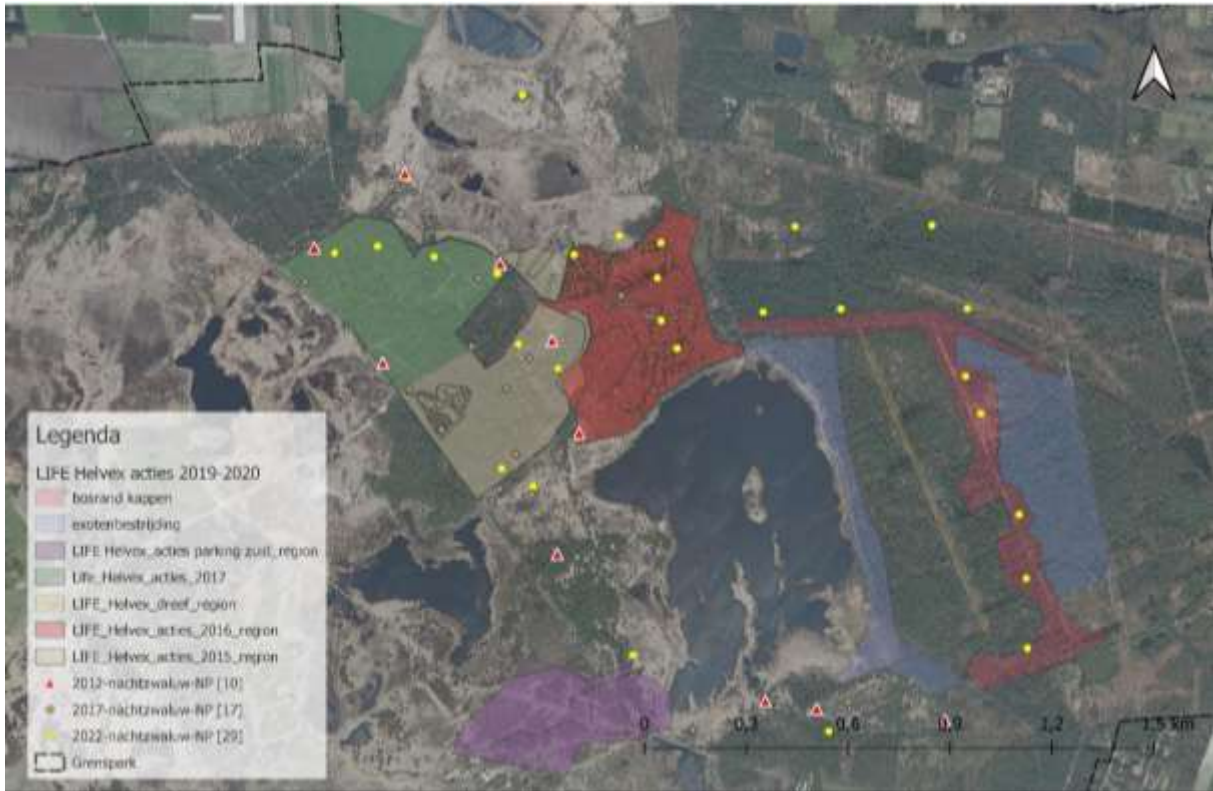 Legenda
LIFE Helvex acties 2019-2020
bosrand kappen
exotenbestrijding
LIFE Helvex_acties parking zuid_region
Life_Helvex_acties_2017
LIFE_Helvex_dreef_region
LIFE_Helvex_acties_2016_region
LIFE_Helvex_acties_2015_region
2012-nachtzwaluw-NP [10]
2017-nachtzwaluw-NP [17]
2022-nachtzwaluw-NP [29]
Grenspark
0 0,3 0,6 0,9 1,2 1,5 km